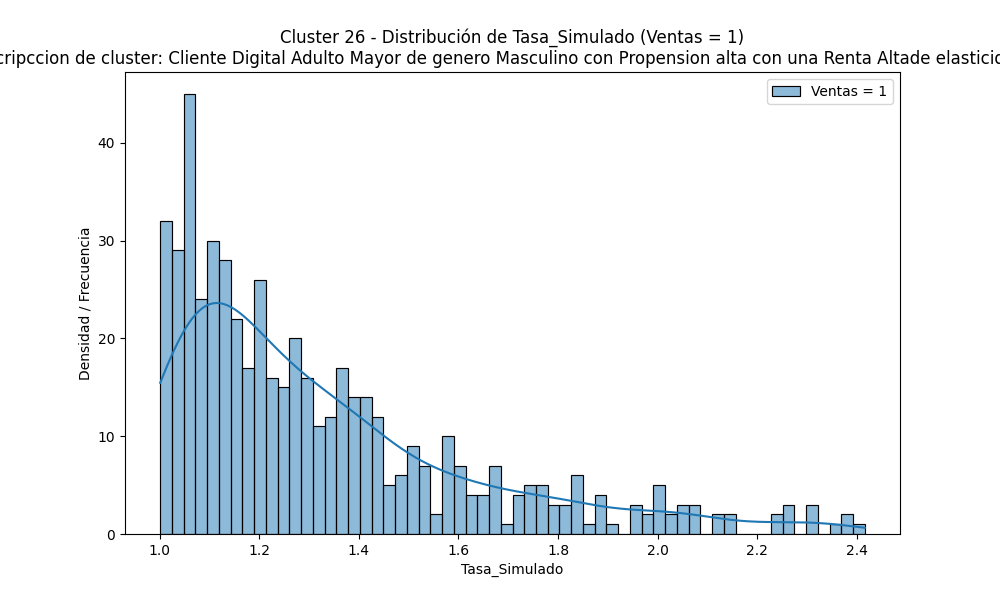 Cluster 26 - Distribución de Tasa_Simulado (Ventas = 1)
cripccion de cluster: Cliente Digital Adulto Mayor de genero Masculino con Propension alta con una Renta Altade elasticid
Ventas = 1
Densidad / Frecuencia
40
30
20
10
0
1.0 1.2 1.4 1.6 1.8 2.0 2.2 2.4
Tasa_Simulado